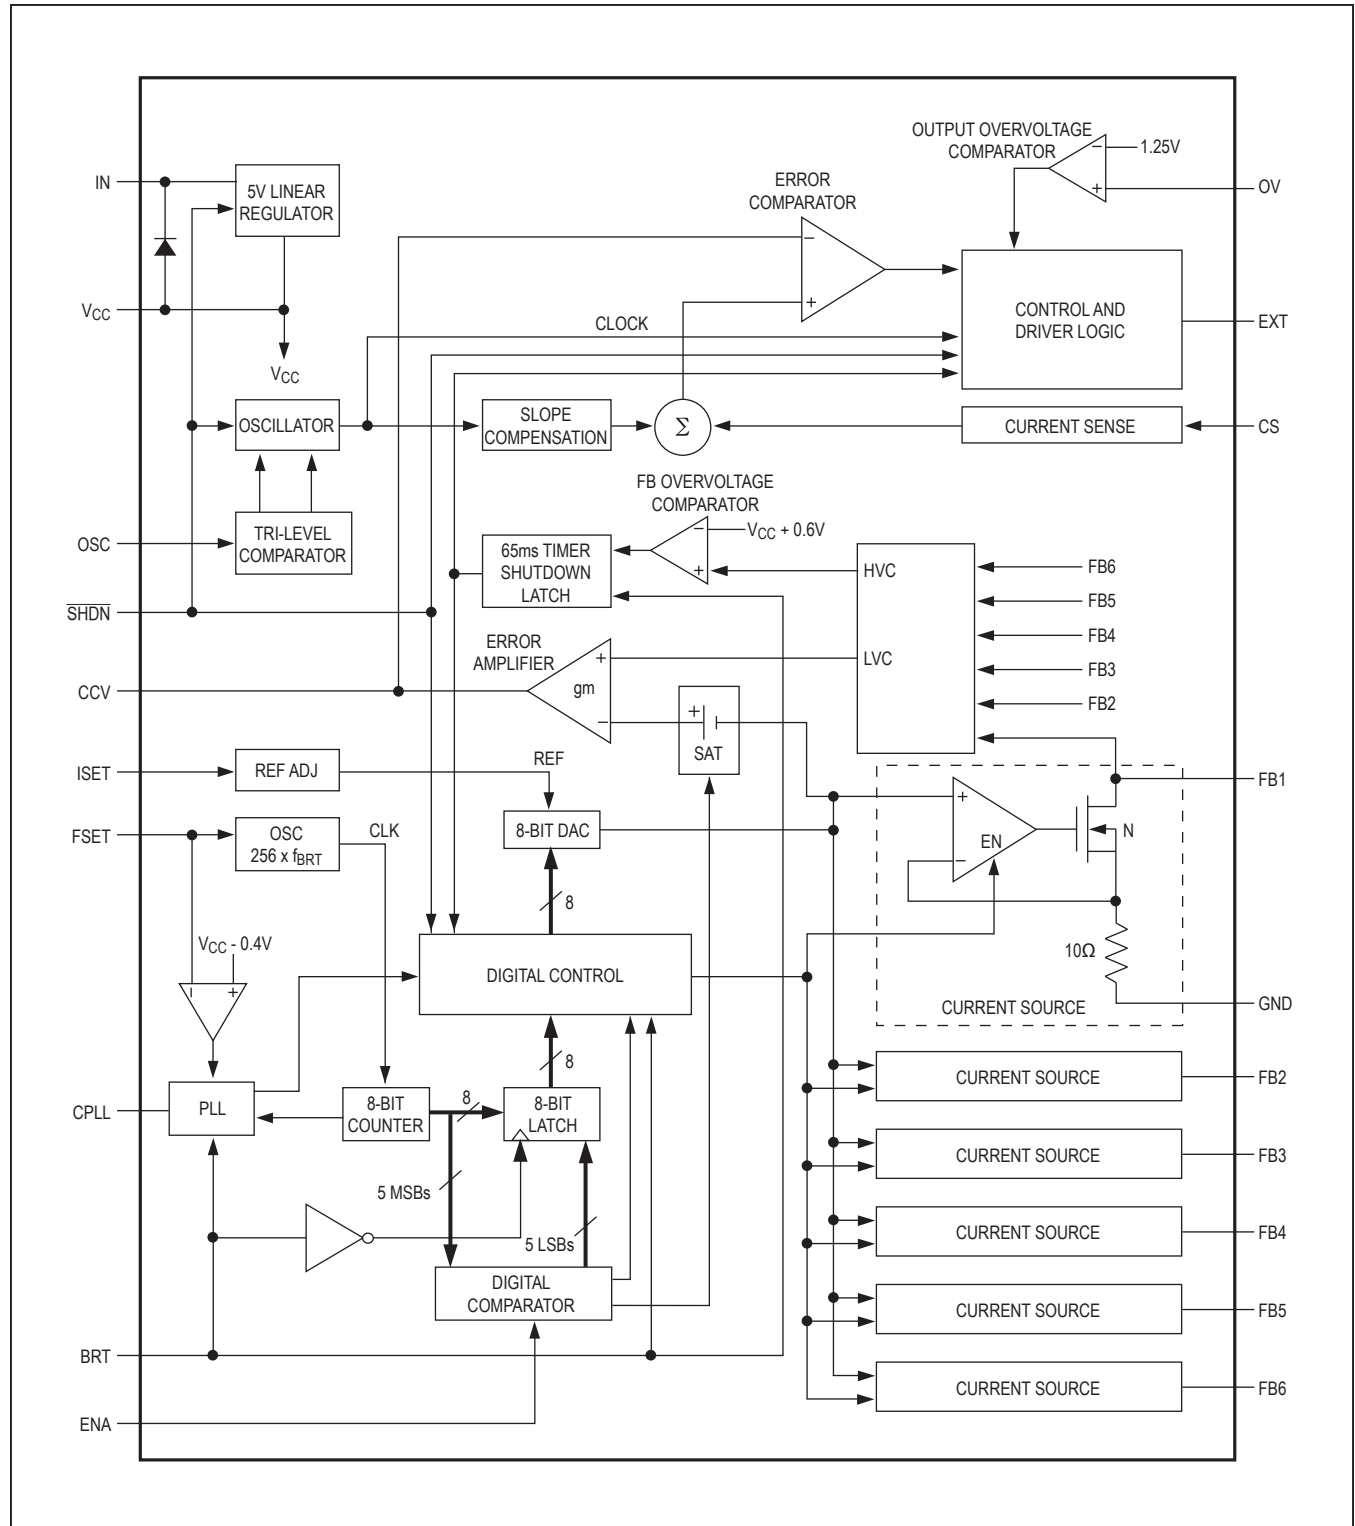 OUTPUT OVERVOLTAGE
COMPARATOR
−
1.25V
+
OV
IN
5V LINEAR
REGULATOR
ERROR
COMPARATOR
−
+
VCC
VCC
CLOCK
CONTROL AND
DRIVER LOGIC
EXT
OSCILLATOR
SLOPE
COMPENSATION
Σ
CURRENT SENSE
CS
FB OVERVOLTAGE
COMPARATOR
OSC
TRI-LEVEL
COMPARATOR
65ms TIMER
SHUTDOWN
LATCH
−
VCC + 0.6V
+
HVC
LVC
FB6
FB5
FB4
FB3
FB2
SHDN
ERROR
AMPLIFIER
gm
+
−
CCV
+
SAT
ISET
REF ADJ
REF
FB1
FSET
OSC
256 x fBRT
CLK
8-BIT DAC
+
EN
−
N
8
VCC - 0.4V
−
+
DIGITAL CONTROL
10Ω
CURRENT SOURCE
GND
8
CPLL
PLL
8-BIT
COUNTER
8
8-BIT
LATCH
CURRENT SOURCE
FB2
CURRENT SOURCE
FB3
5 MSBs
5 LSBs
CURRENT SOURCE
FB4
DIGITAL
COMPARATOR
CURRENT SOURCE
FB5
BRT
CURRENT SOURCE
FB6
ENA